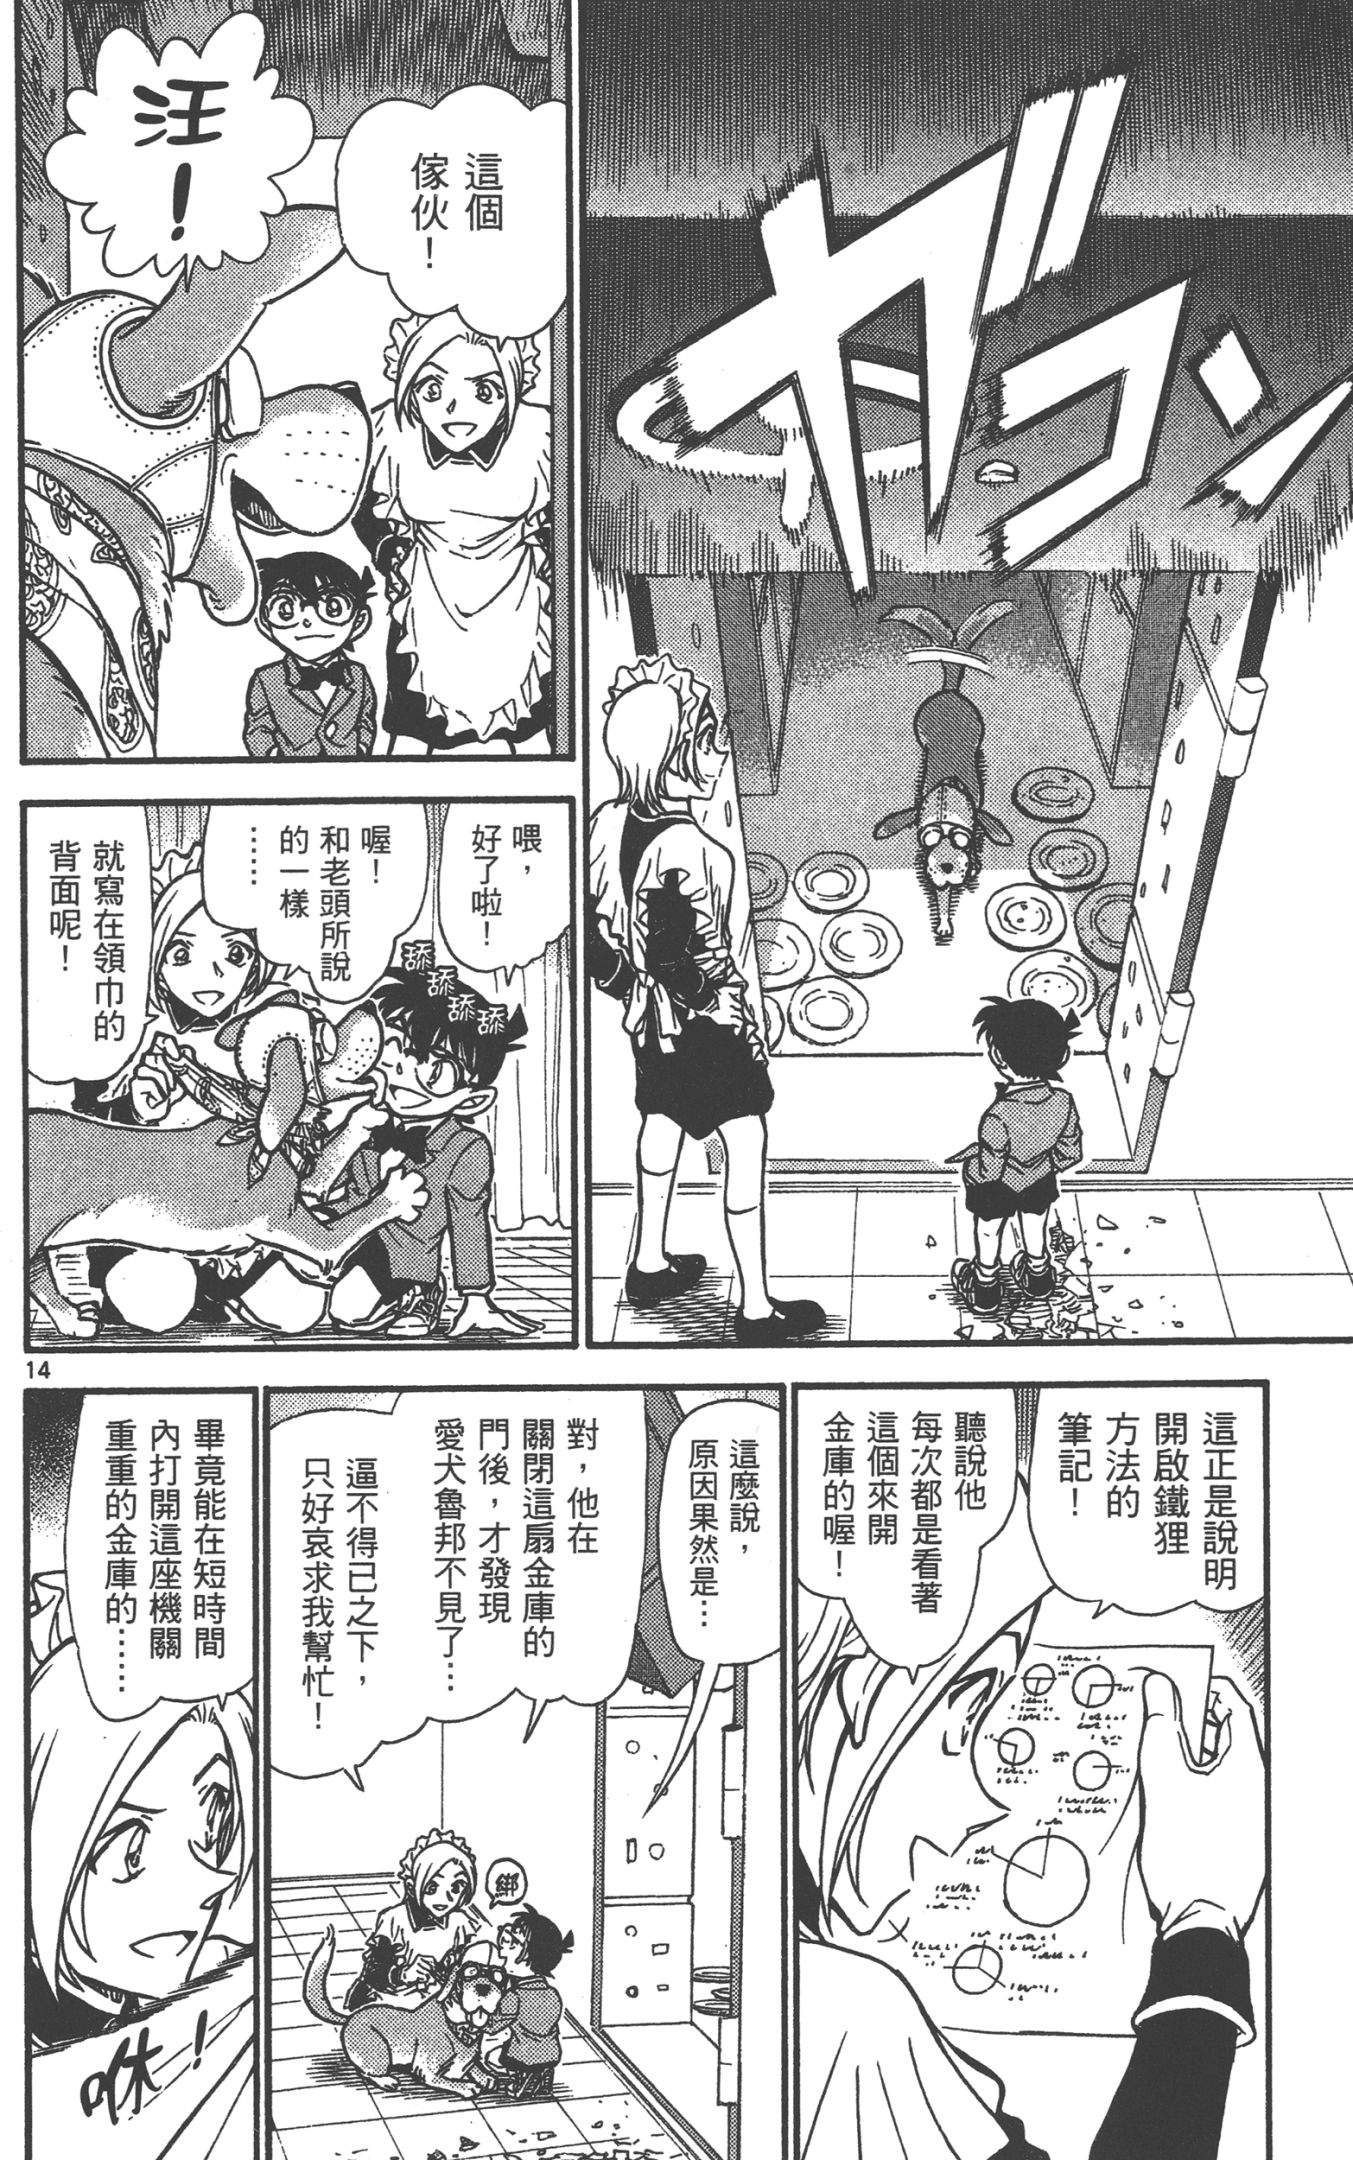 ガコン
這個
傢伙！
汪！
喂，
好了啦！
舔舔舔舔
喔！
和老頭所說
的一樣
……
就寫在領巾的
背面呢！
14
這正是說明
開啟鐵狸
方法的
筆記！
聽說他
每次都是看著
這個來開
金庫的喔！
這麼說，
原因果然是…
對，他在
關閉這扇金庫的
門後，才發現
愛犬魯邦不見了…
逼不得已之下，
只好哀求我幫忙！
綁
畢竟能在短時間
內打開這座機關
重重的金庫的……
咻！